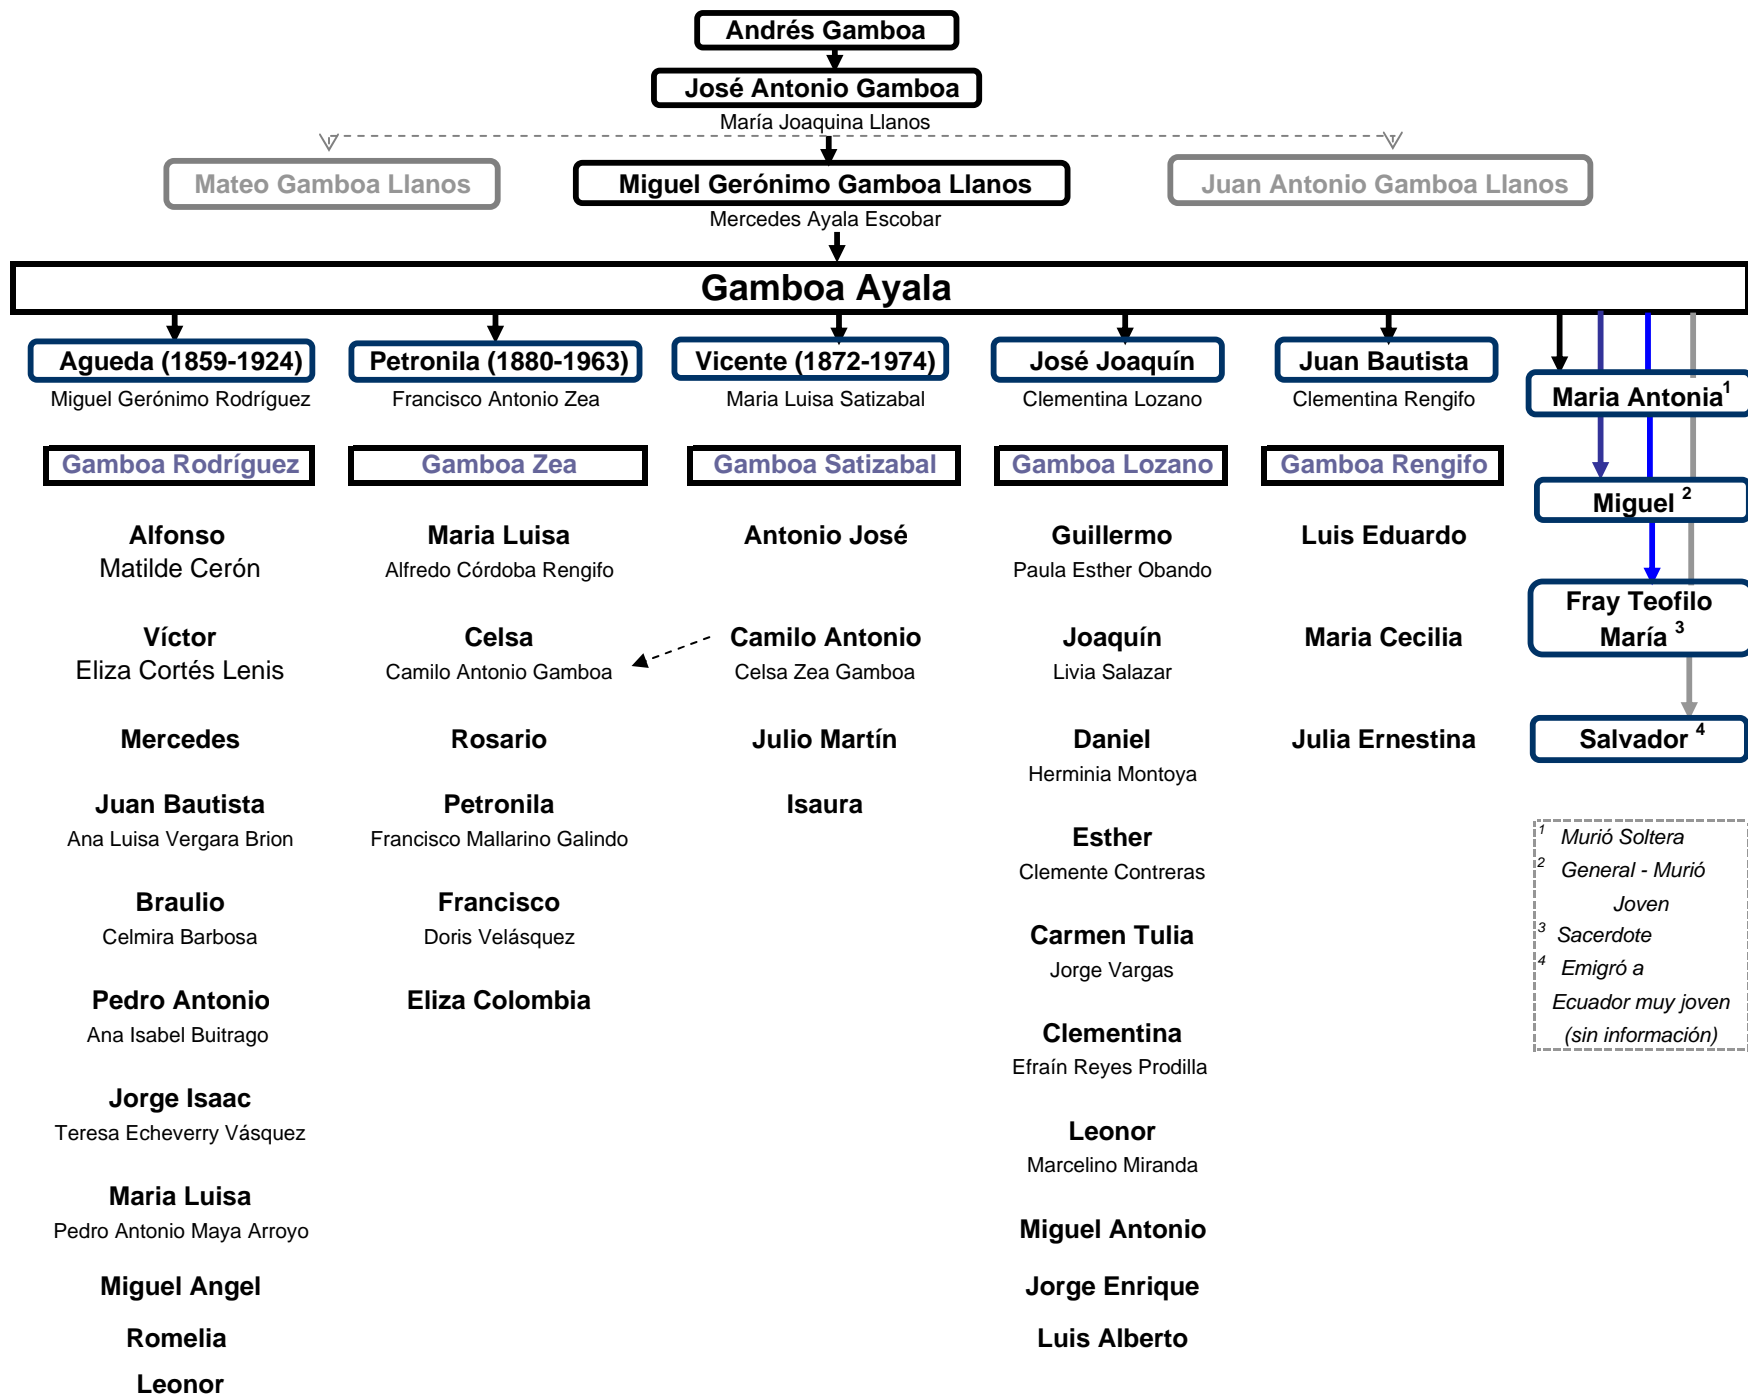 Andrés Gamboa
José Antonio Gamboa
María Joaquina Llanos
Mateo Gamboa Llanos
Miguel Gerónimo Gamboa Llanos
Juan Antonio Gamboa Llanos
Mercedes Ayala Escobar
Gamboa Ayala
Agueda (1859-1924)
Miguel Gerónimo Rodríguez
Gamboa Rodríguez
Alfonso
Matilde Cerón
Víctor
Eliza Cortés Lenis
Mercedes
Juan Bautista
Ana Luisa Vergara Brion
Braulio
Celmira Barbosa
Pedro Antonio
Ana Isabel Buitrago
Jorge Isaac
Teresa Echeverry Vásquez
Maria Luisa
Pedro Antonio Maya Arroyo
Miguel Angel
Romelia
Leonor
Petronila (1880-1963)
Francisco Antonio Zea
Gamboa Zea
Maria Luisa
Alfredo Córdoba Rengifo
Celsa
Camilo Antonio Gamboa
Rosario
Petronila
Francisco Mallarino Galindo
Francisco
Doris Velásquez
Eliza Colombia
Vicente (1872-1974)
Maria Luisa Satizabal
Gamboa Satizabal
Antonio José
Camilo Antonio
Celsa Zea Gamboa
Julio Martín
Isaura
José Joaquín
Clementina Lozano
Gamboa Lozano
Guillermo
Paula Esther Obando
Joaquín
Livia Salazar
Daniel
Herminia Montoya
Esther
Clemente Contreras
Carmen Tulia
Jorge Vargas
Clementina
Efraín Reyes Prodilla
Leonor
Marcelino Miranda
Miguel Antonio
Jorge Enrique
Luis Alberto
Juan Bautista
Clementina Rengifo
Gamboa Rengifo
Luis Eduardo
Maria Cecilia
Julia Ernestina
Maria Antonia 1
Miguel 2
Fray Teofilo
María 3
Salvador 4
1 Murió Soltera
2 General - Murió
Joven
3 Sacerdote
4 Emigró a
Ecuador muy joven
(sin información)